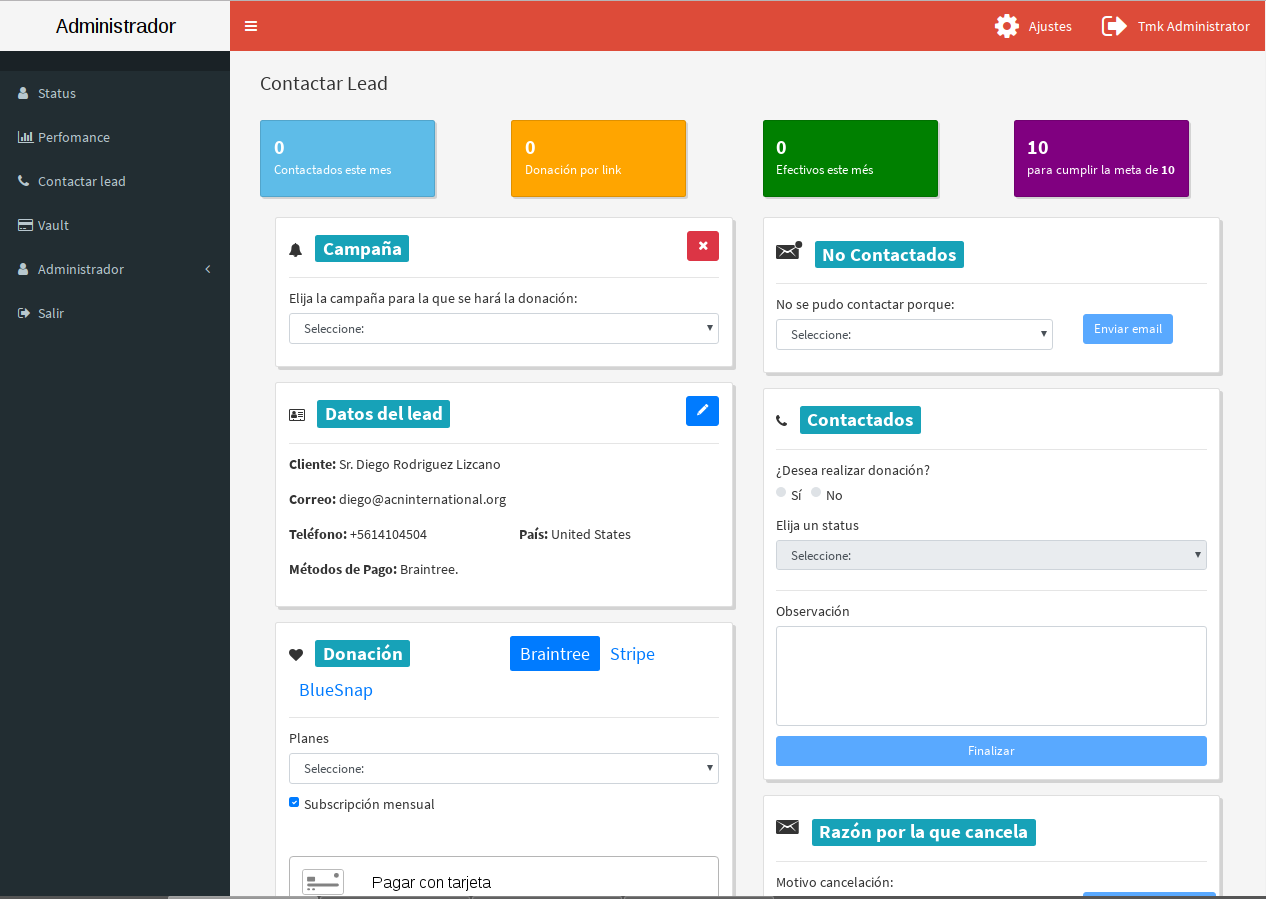 Administrador
Ajustes
Tmk Administrator
Status
Perfomance
Contactar lead
Vault
Administrador
Salir
Contactar Lead
0
Contactados este mes
0
Donación por link
0
Efectivos este més
10
para cumplir la meta de 10
Campaña
Elija la campaña para la que se hará la donación:
Seleccione:
Datos del lead
Cliente: Sr. Diego Rodriguez Lizcano
Correo: diego@acninternational.org
Teléfono: +5614104504
País: United States
Métodos de Pago: Braintree.
Donación
Braintree
Stripe
BlueSnap
Planes
Seleccione:
Subscripción mensual
Pagar con tarjeta
No Contactados
No se pudo contactar porque:
Seleccione:
Enviar email
Contactados
¿Desea realizar donación?
Sí
No
Elija un status
Seleccione:
Observación
Finalizar
Razón por la que cancela
Motivo cancelación: